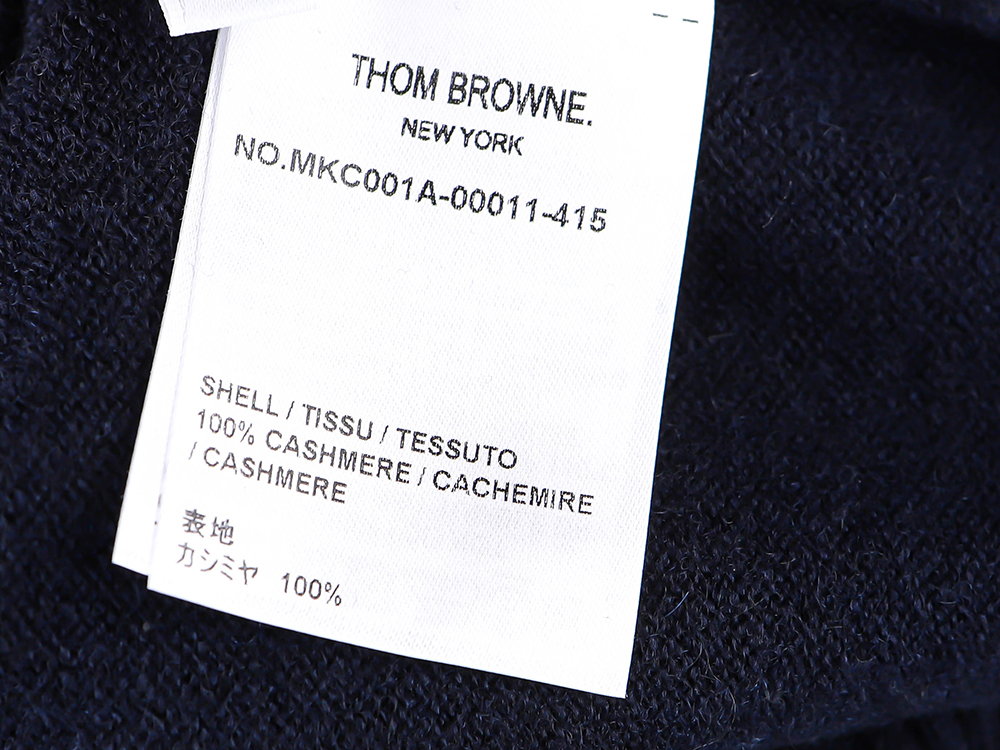 THOM BROWNE.
NEW YORK
NO.MKC001A-00011-415
SHELL / TISSU / TESSUTO
100% CASHMERE / CACHEMIRE
/ CASHMERE
表地
カシミヤ 100%